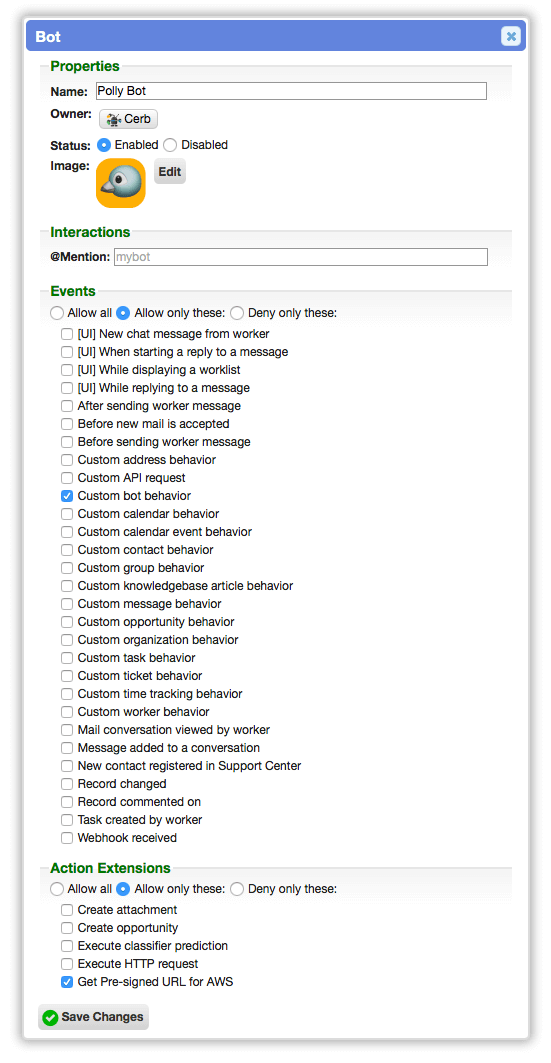 Bot
Properties
Name: Polly Bot
Owner: Cerb
Status: Enabled Disabled
Image: Edit
Interactions
@Mention: mybot
Events
Allow all Allow only these: Deny only these:
[UI] New chat message from worker
[UI] When starting a reply to a message
[UI] While displaying a worklist
[UI] While replying to a message
After sending worker message
Before new mail is accepted
Before sending worker message
Custom address behavior
Custom API request
Custom bot behavior
Custom calendar behavior
Custom calendar event behavior
Custom contact behavior
Custom group behavior
Custom knowledgebase article behavior
Custom message behavior
Custom opportunity behavior
Custom organization behavior
Custom task behavior
Custom ticket behavior
Custom time tracking behavior
Custom worker behavior
Mail conversation viewed by worker
Message added to a conversation
New contact registered in Support Center
Record changed
Record commented on
Task created by worker
Webhook received
Action Extensions
Allow all Allow only these: Deny only these:
Create attachment
Create opportunity
Execute classifier prediction
Execute HTTP request
Get Pre-signed URL for AWS
Save Changes